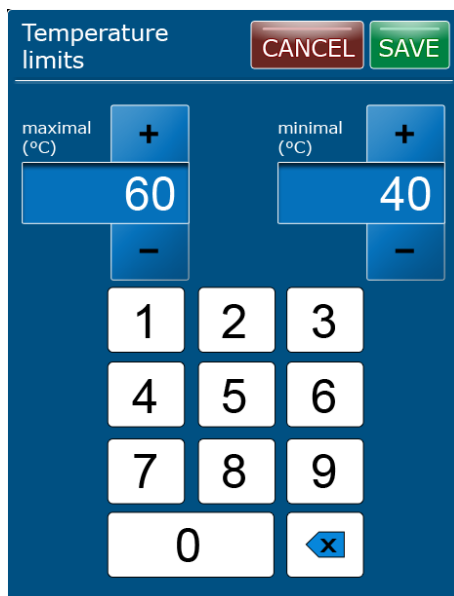 Temperature
limits
CANCEL
SAVE
maximal
(°C)
+
60
−
minimal
(°C)
+
40
−
1 2 3
4 5 6
7 8 9
0 x